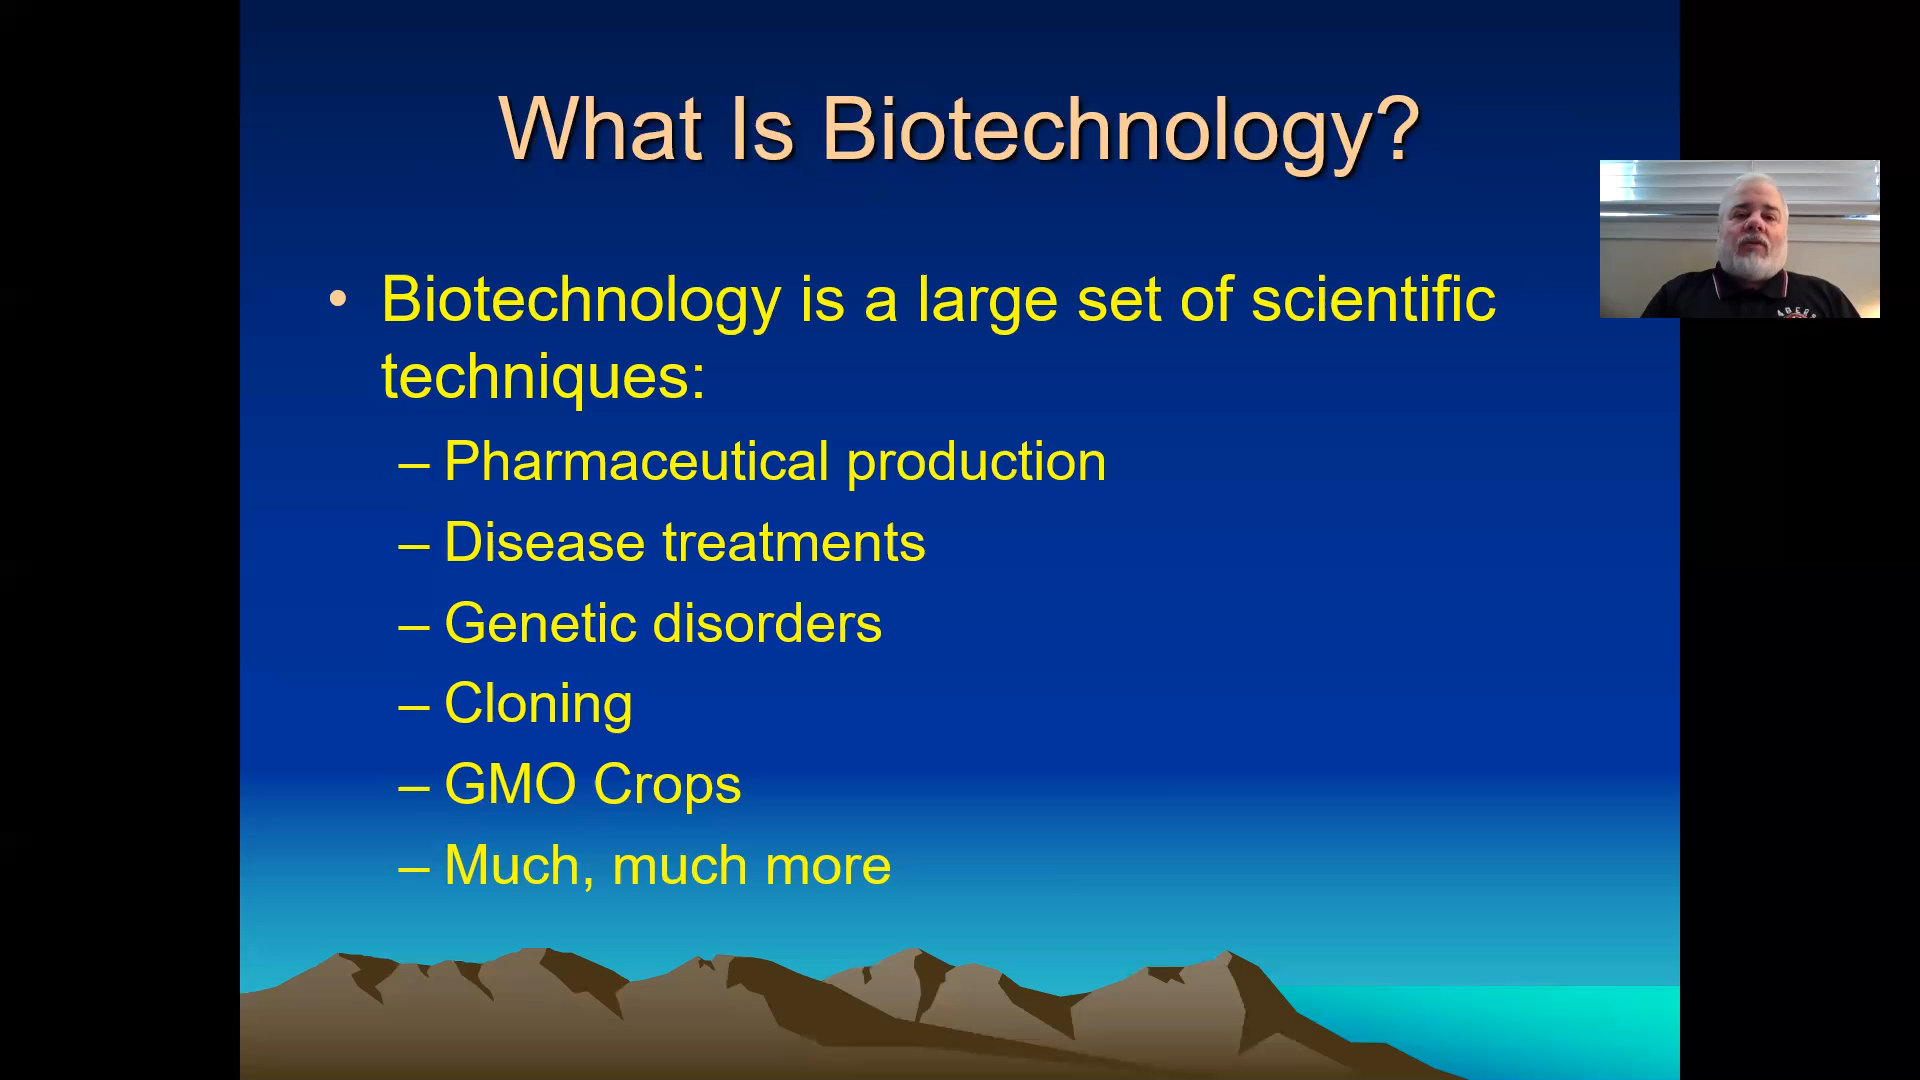 What Is Biotechnology?
• Biotechnology is a large set of scientific
techniques:
– Pharmaceutical production
– Disease treatments
– Genetic disorders
– Cloning
– GMO Crops
– Much, much more